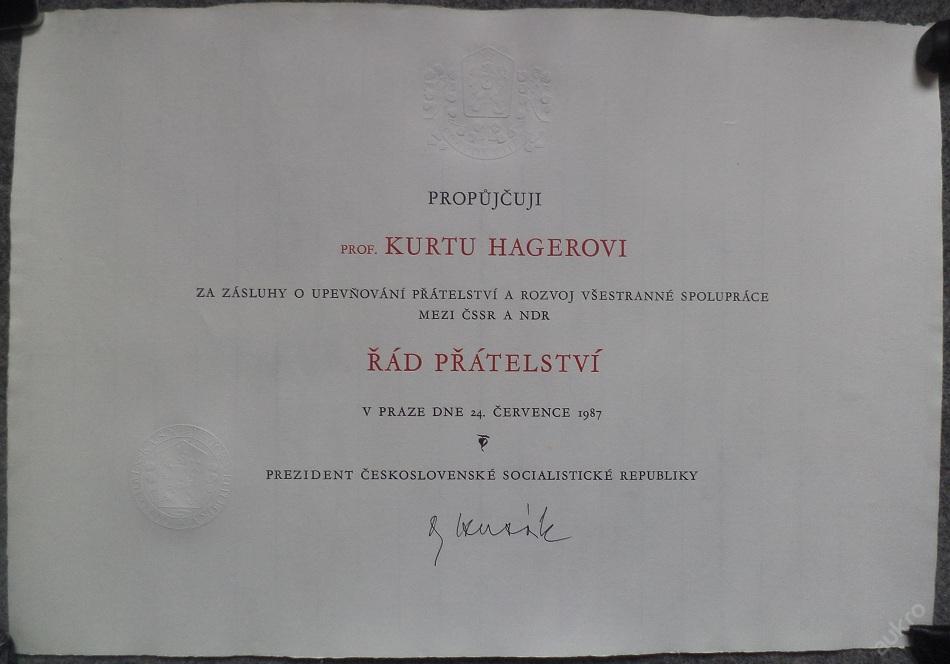 PROPŮJČUJI
PROF. KURTU HAGEROVI
ZA ZÁSLUHY O UPEVŇOVÁNÍ PŘÁTELSTVÍ A ROZVOJ VŠESTRANNÉ SPOLUPRÁCE
MEZI ČSSR A NDR
ŘÁD PŘÁTELSTVÍ
V PRAZE DNE 24. ČERVENCE 1987
PREZIDENT ČESKOSLOVENSKÉ SOCIALISTICKÉ REPUBLIKY